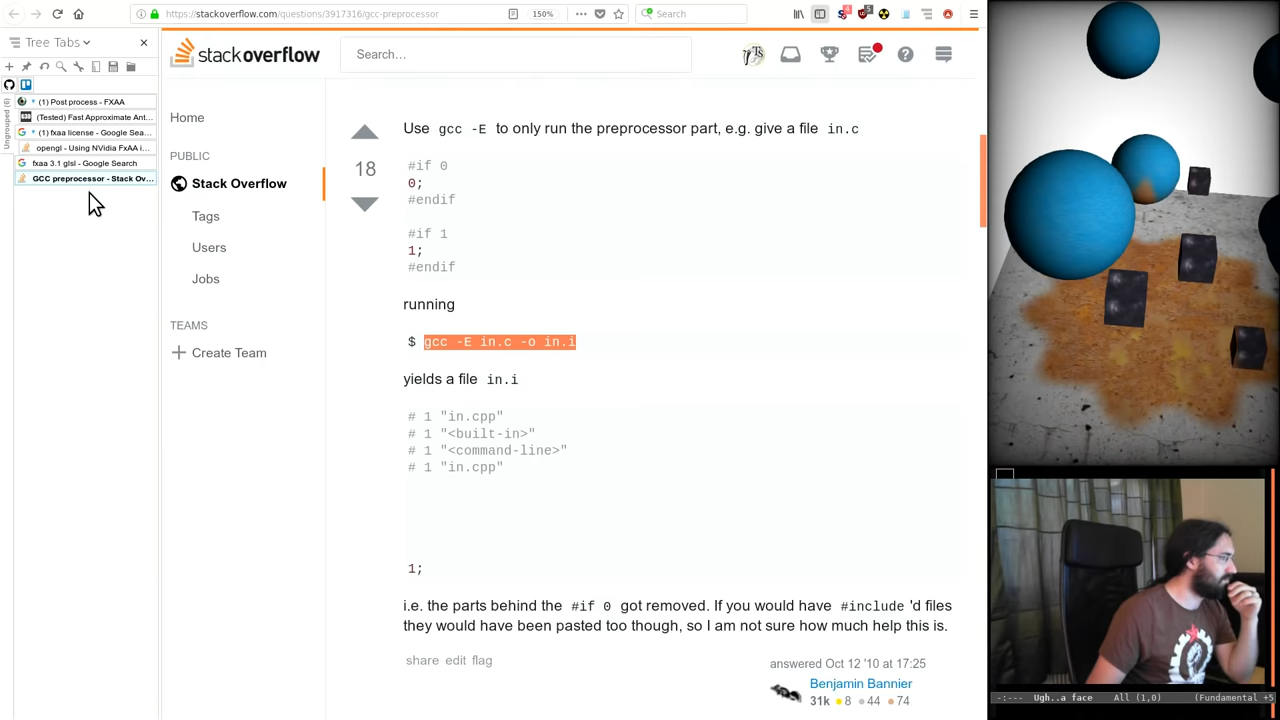 https://stackoverflow.com/questions/3917316/gcc-preprocessor
150%
Search
Tree Tabs
stackoverflow
Search…
Ungrouped (6)
(1) Post process - FXAA
(Tested) Fast Approximate Ant...
(1) fxaa license - Google Sea...
opengl - Using NVidia FxAA i...
fxaa 3.1 glsl - Google Search
GCC preprocessor - Stack Ov...
Home
PUBLIC
Stack Overflow
Tags
Users
Jobs
TEAMS
Create Team
18
Use gcc -E to only run the preprocessor part, e.g. give a file in.c
#if 0
0;
#endif
#if 1
1;
#endif
running
$ gcc -E in.c -o in.i
yields a file in.i
# 1 "in.cpp"
# 1 "<built-in>"
# 1 "<command-line>"
# 1 "in.cpp"
1;
i.e. the parts behind the #if 0 got removed. If you would have #include 'd files
they would have been pasted too though, so I am not sure how much help this is.
share edit flag
answered Oct 12 '10 at 17:25
Benjamin Bannier
31k 8 44 74
-:--- Ugh..a face All (1,0) (Fundamental +5